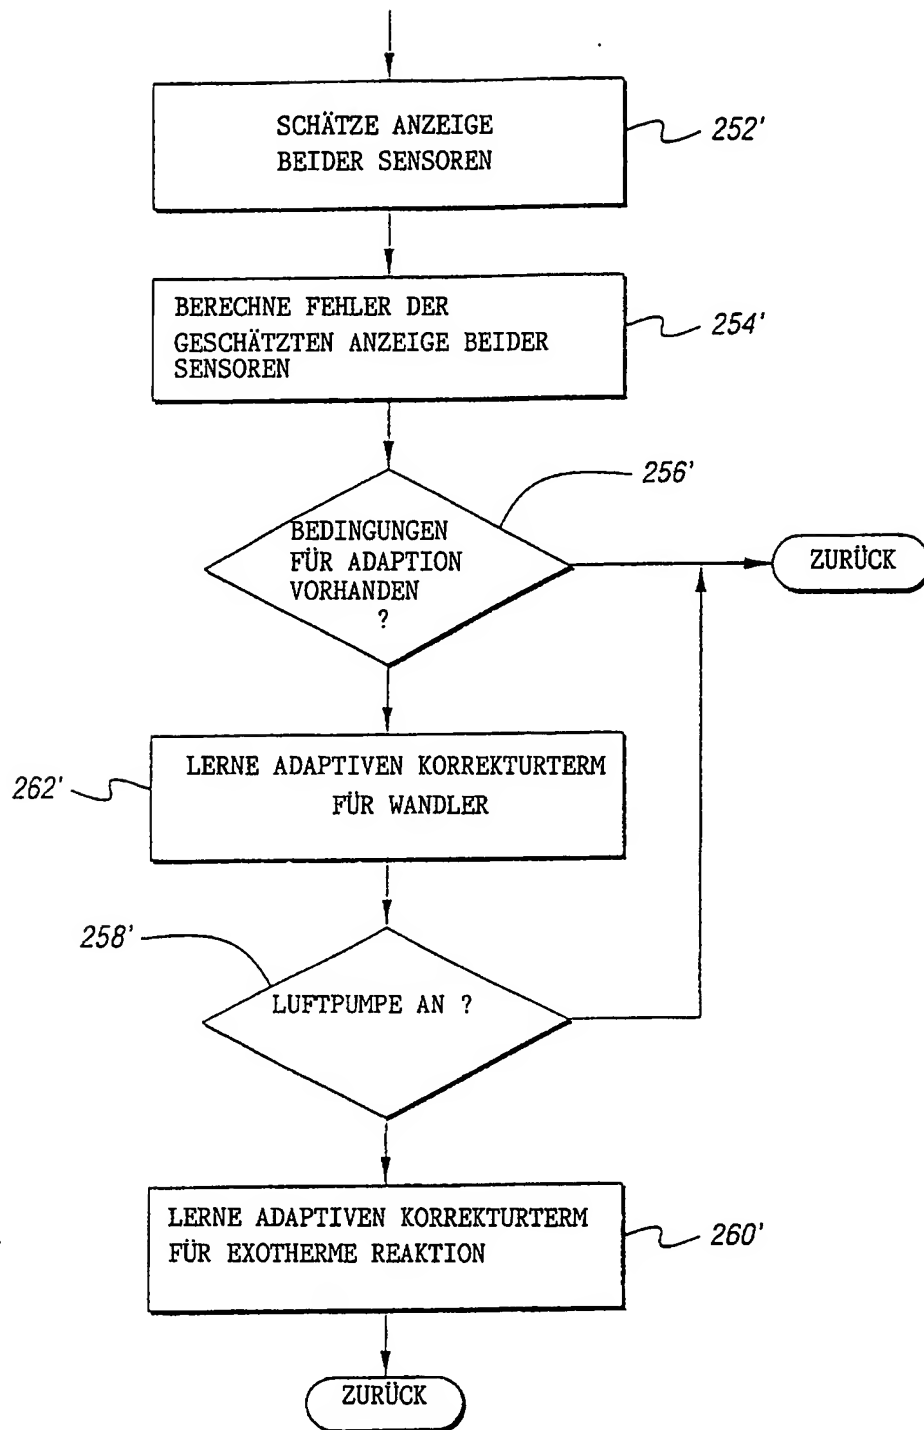 SCHÄTZE ANZEIGE
BEIDER SENSOREN
252'
BERECHNE FEHLER DER
GESCHÄTZTEN ANZEIGE BEIDER
SENSOREN
254'
256'
BEDINGUNGEN
FÜR ADAPTION
VORHANDEN
?
ZURÜCK
LERNE ADAPTIVEN KORREKTURTERM
FÜR WANDLER
262'
258'
LUFTPUMPE AN ?
LERNE ADAPTIVEN KORREKTURTERM
FÜR EXOTHERME REAKTION
260'
ZURÜCK